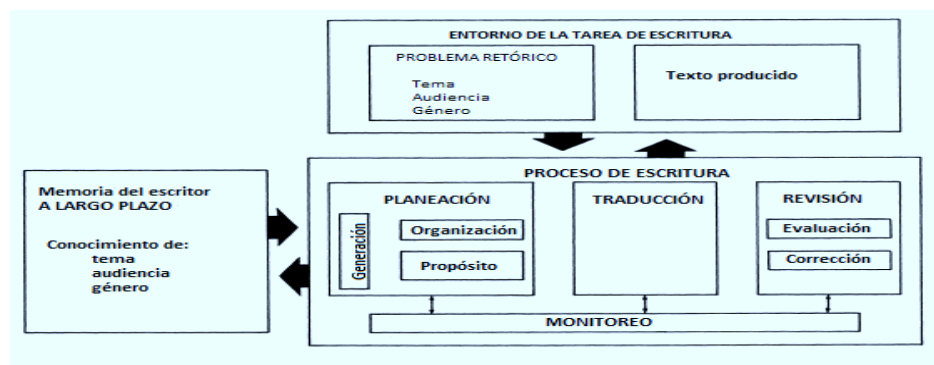 ENTORNO DE LA TAREA DE ESCRITURA
PROBLEMA RETÓRICO
Tema
Audiencia
Género
Texto producido
Memoria del escritor
A LARGO PLAZO
Conocimiento de:
tema
audiencia
género
PROCESO DE ESCRITURA
PLANEACIÓN
Generación
Organización
Propósito
TRADUCCIÓN
REVISIÓN
Evaluación
Corrección
MONITOREO